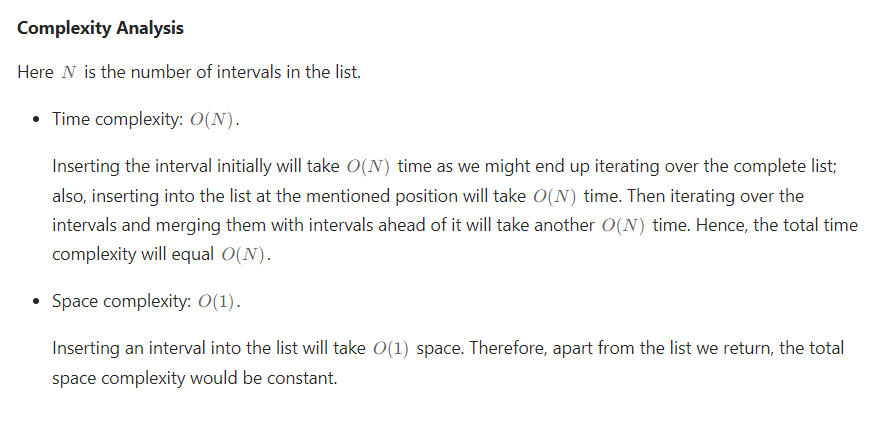 Complexity Analysis
Here N is the number of intervals in the list.
• Time complexity: O(N).
Inserting the interval initially will take O(N) time as we might end up iterating over the complete list;
also, inserting into the list at the mentioned position will take O(N) time. Then iterating over the
intervals and merging them with intervals ahead of it will take another O(N) time. Hence, the total time
complexity will equal O(N).
• Space complexity: O(1).
Inserting an interval into the list will take O(1) space. Therefore, apart from the list we return, the total
space complexity would be constant.